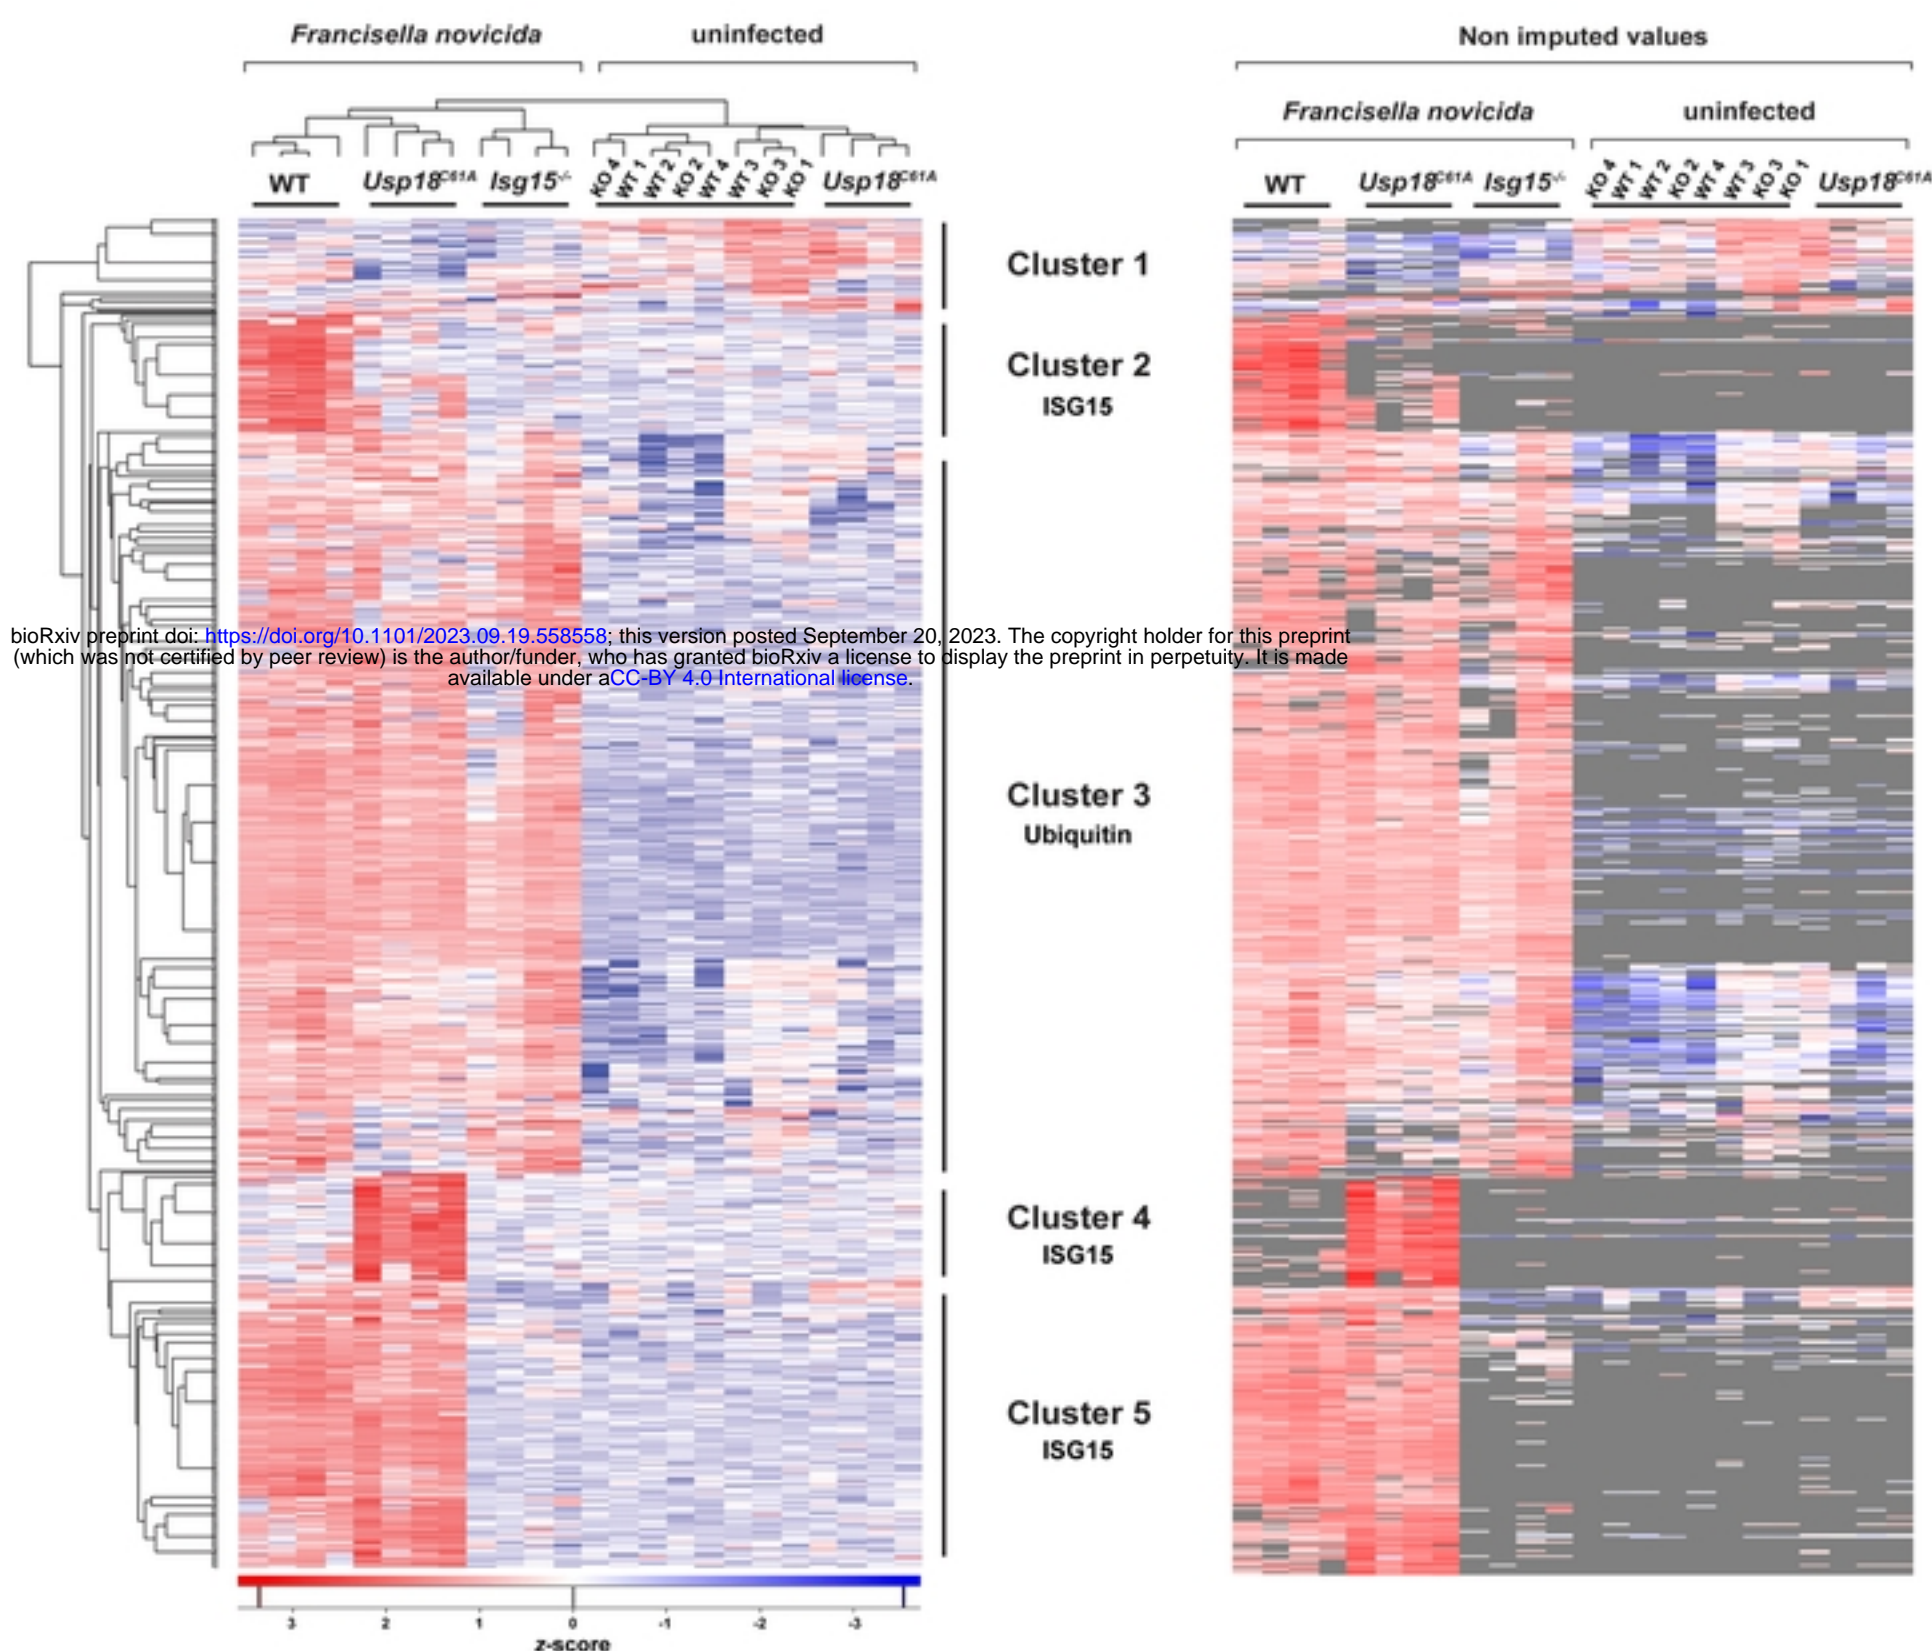 Francisella novicida uninfected
Non imputed values
Francisella novicida uninfected
WT Usp18C61A Isg15-/- KO 4 WT 1 WT 2 KO 2 WT 4 WT 3 KO 3 KO 1 Usp18C61A
WT Usp18C61A Isg15-/- KO 4 WT 1 WT 2 KO 2 WT 4 WT 3 KO 3 KO 1 Usp18C61A
Cluster 1
Cluster 2
ISG15
bioRxiv preprint doi: https://doi.org/10.1101/2023.09.19.558558; this version posted September 20, 2023. The copyright holder for this preprint
(which was not certified by peer review) is the author/funder, who has granted bioRxiv a license to display the preprint in perpetuity. It is made
available under aCC-BY 4.0 International license.
Cluster 3
Ubiquitin
Cluster 4
ISG15
Cluster 5
ISG15
3 2 1 0 -1 -2 -3
z-score